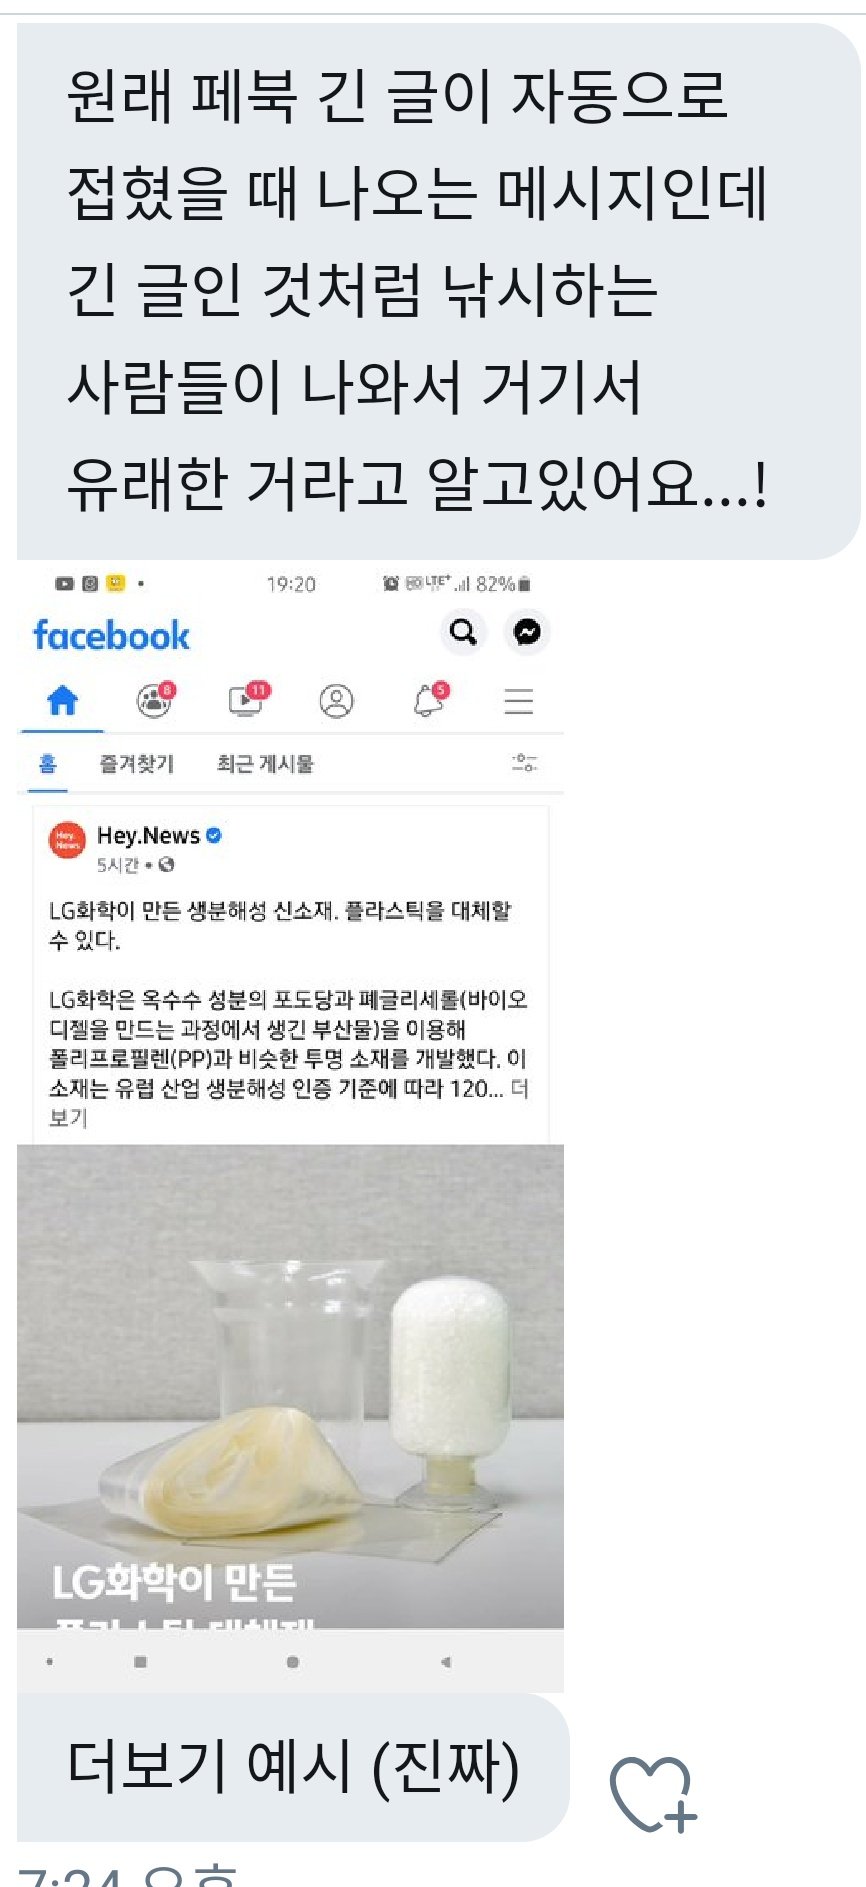 원래 페북 긴 글이 자동으로
접혔을 때 나오는 메시지인데
긴 글인 것처럼 낚시하는
사람들이 나와서 거기서
유래한 거라고 알고있어요...!
19:20
LTE+ 82%
facebook
8
11
5
홈 즐겨찾기 최근 게시물
Hey.News
Hey.News
5시간 •
LG화학이 만든 생분해성 신소재. 플라스틱을 대체할
수 있다.
LG화학은 옥수수 성분의 포도당과 폐글리세롤(바이오
디젤을 만드는 과정에서 생긴 부산물)을 이용해
폴리프로필렌(PP)과 비슷한 투명 소재를 개발했다. 이
소재는 유럽 산업 생분해성 인증 기준에 따라 120... 더
보기
LG화학이 만든
더보기 예시 (진짜)
7:24 오후